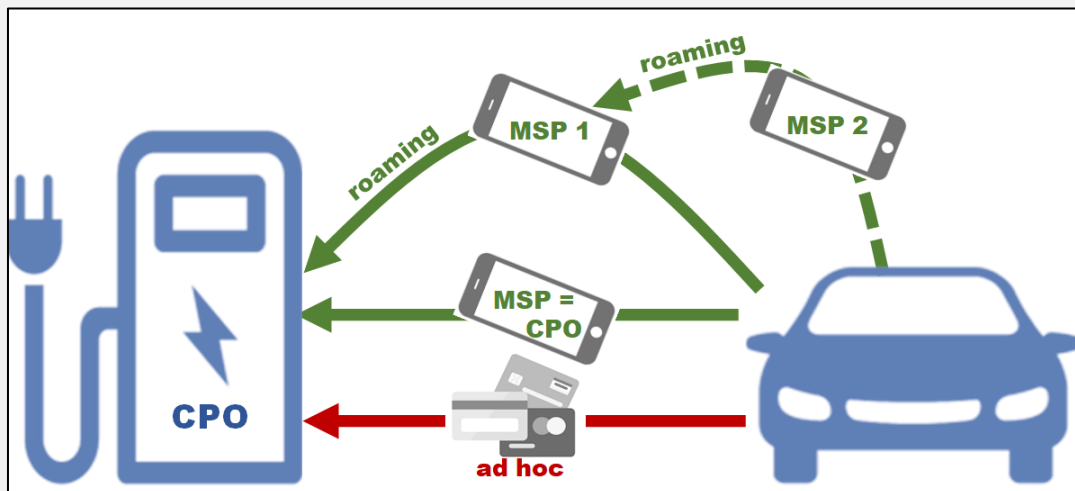 roaming
MSP 1
MSP 2
roaming
MSP =
CPO
CPO
ad hoc